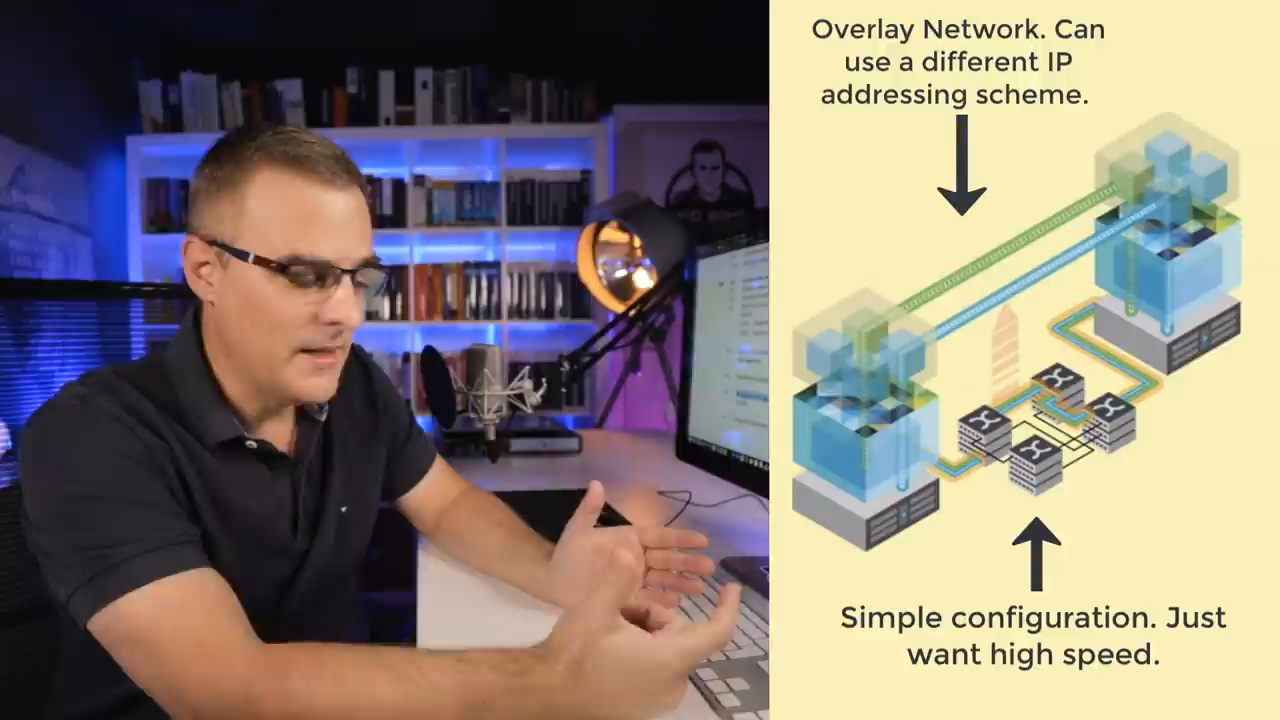 Overlay Network. Can
use a different IP
addressing scheme.
Simple configuration. Just
want high speed.